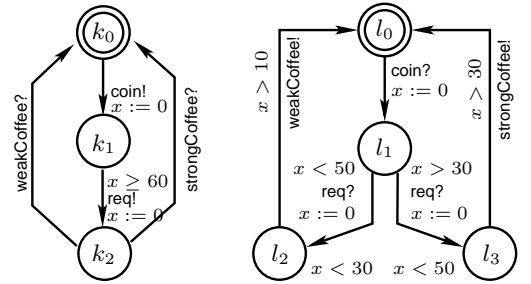 k0
coin!
x := 0
k1
x ≥ 60
req!
x := 0
k2
weakCoffee?
strongCoffee?
l0
coin?
x := 0
l1
x < 50
req?
x := 0
x > 30
req?
x := 0
l2
x < 30
x < 50
l3
x > 10
weakCoffee!
x > 30
strongCoffee!